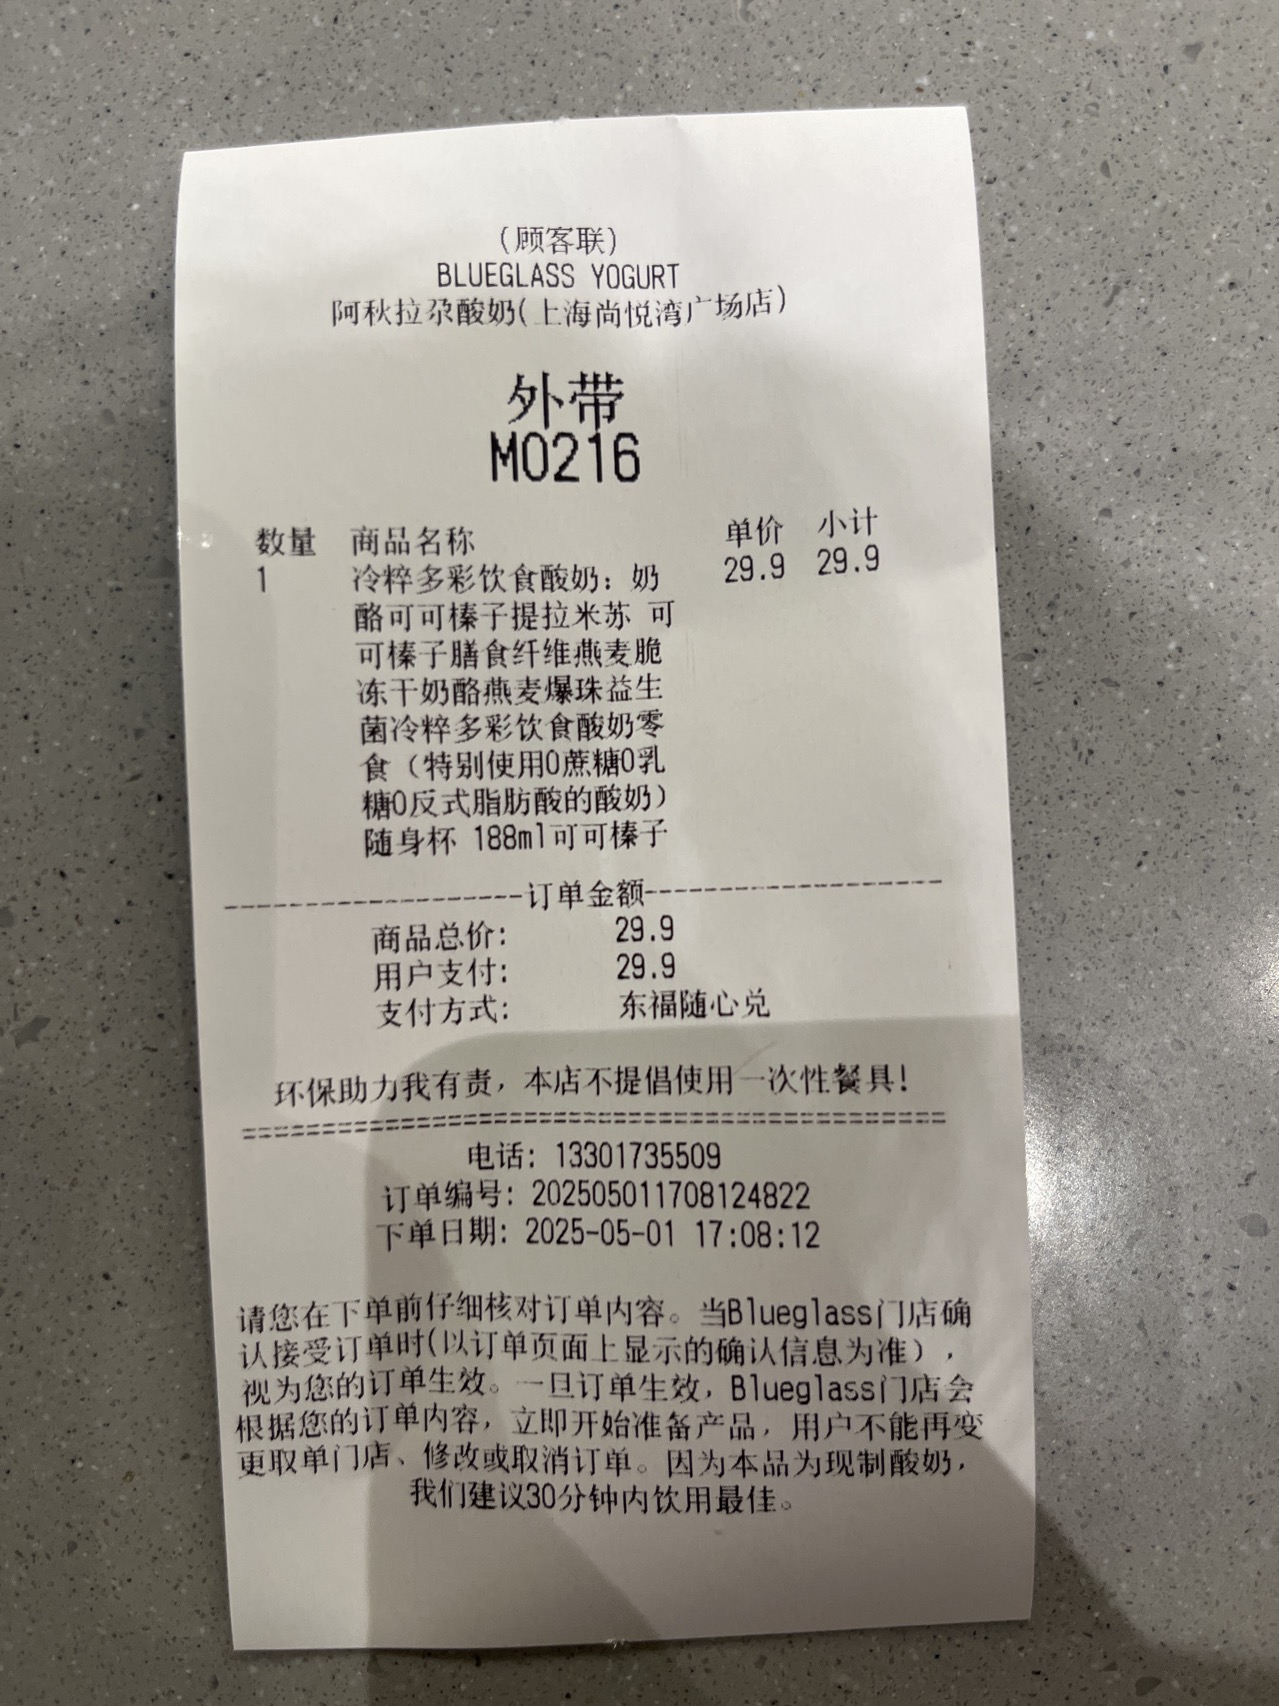 (顾客联)
BLUEGLASS YOGURT
阿秋拉尕酸奶(上海尚悦湾广场店)
外带
M0216
数量 商品名称 单价 小计
1 冷粹多彩饮食酸奶：奶 29.9 29.9
酪可可榛子提拉米苏 可
可榛子膳食纤维燕麦脆
冻干奶酪燕麦爆珠益生
菌冷粹多彩饮食酸奶零
食（特别使用0蔗糖0乳
糖0反式脂肪酸的酸奶）
随身杯 188ml可可榛子
------------------订单金额------------------
商品总价: 29.9
用户支付: 29.9
支付方式: 东福随心兑
环保助力我有责，本店不提倡使用一次性餐具!
================================================
电话: 13301735509
订单编号: 202505011708124822
下单日期: 2025-05-01 17:08:12
请您在下单前仔细核对订单内容。当Blueglass门店确
认接受订单时(以订单页面上显示的确认信息为准），
视为您的订单生效。一旦订单生效，Blueglass门店会
根据您的订单内容，立即开始准备产品，用户不能再变
更取单门店、修改或取消订单。因为本品为现制酸奶，
我们建议30分钟内饮用最佳。